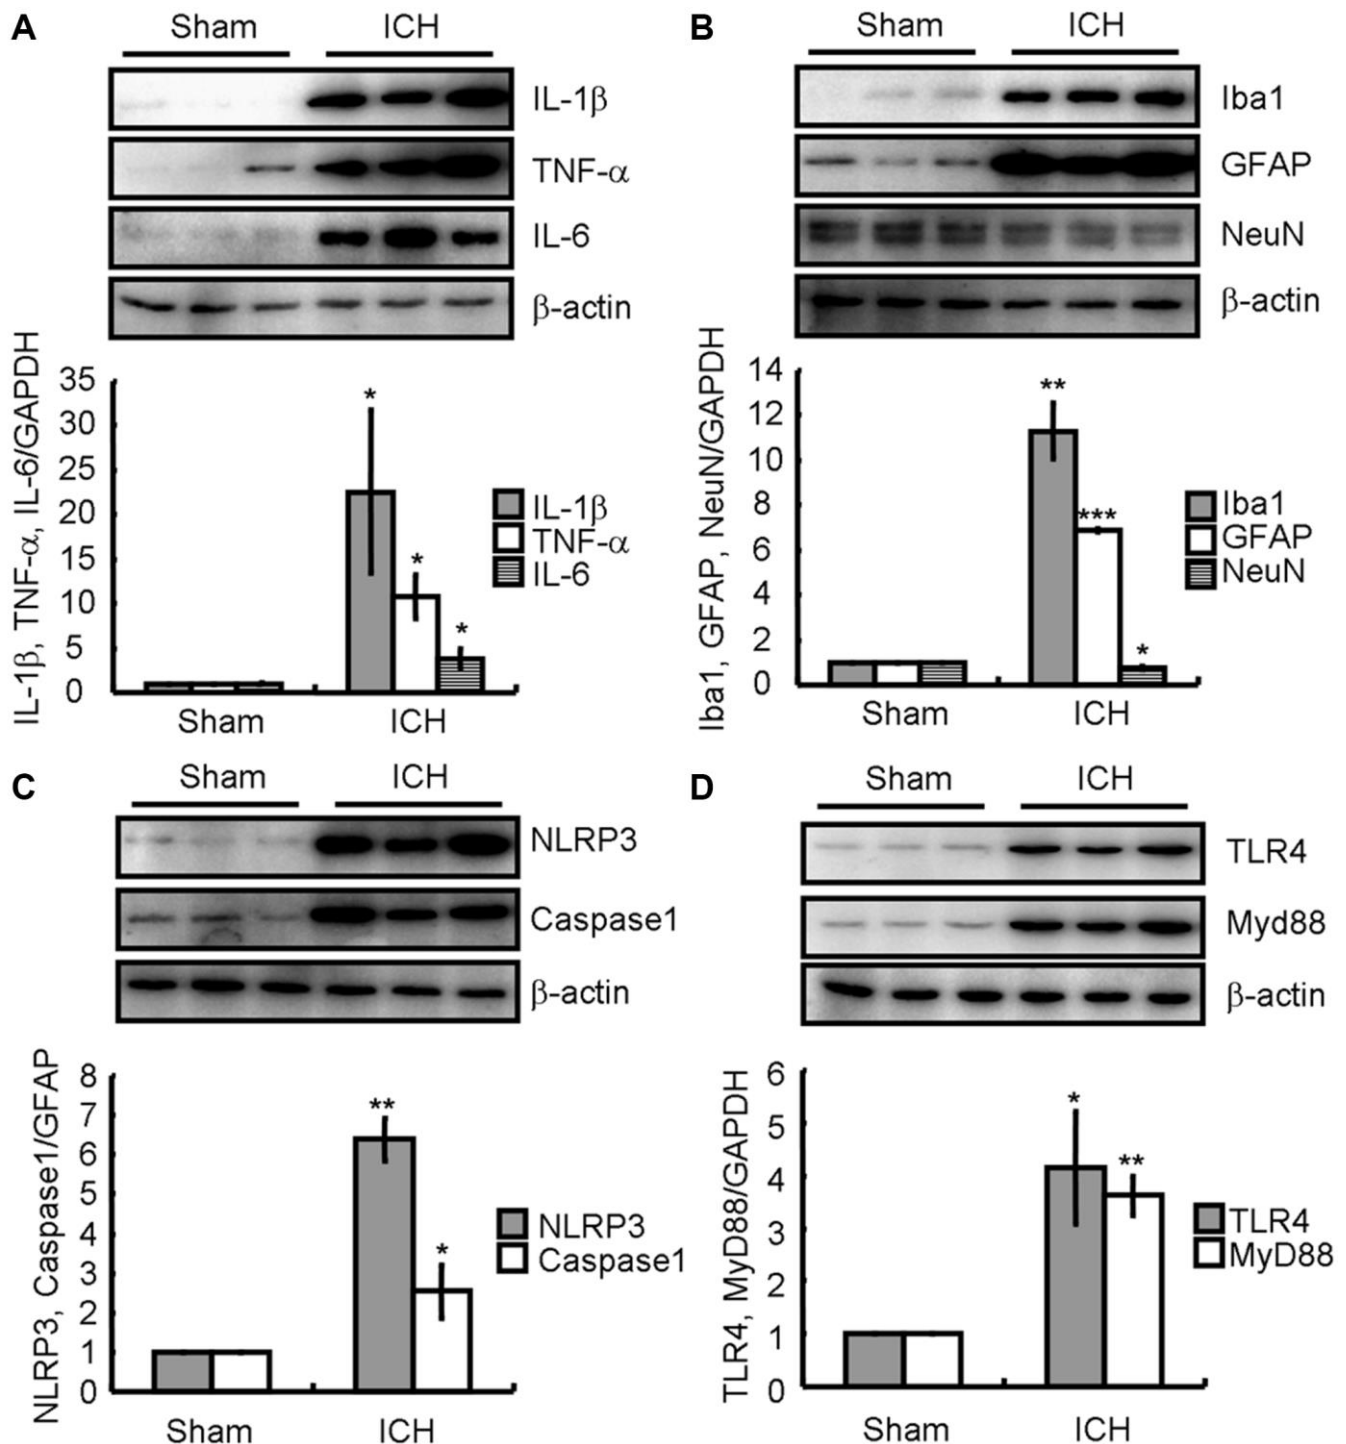 A
Sham ICH
IL-1β
TNF-α
IL-6
β-actin
IL-1β, TNF-α, IL-6/GAPDH
35
30
25
20
15
10
5
0
*
*
*
IL-1β
TNF-α
IL-6
Sham ICH
B
Sham ICH
Iba1
GFAP
NeuN
β-actin
Iba1, GFAP, NeuN/GAPDH
14
12
10
8
6
4
2
0
**
***
*
Iba1
GFAP
NeuN
Sham ICH
C
Sham ICH
NLRP3
Caspase1
β-actin
NLRP3, Caspase1/GFAP
8
7
6
5
4
3
2
1
0
**
*
NLRP3
Caspase1
Sham ICH
D
Sham ICH
TLR4
Myd88
β-actin
TLR4, MyD88/GAPDH
6
5
4
3
2
1
0
*
**
TLR4
MyD88
Sham ICH